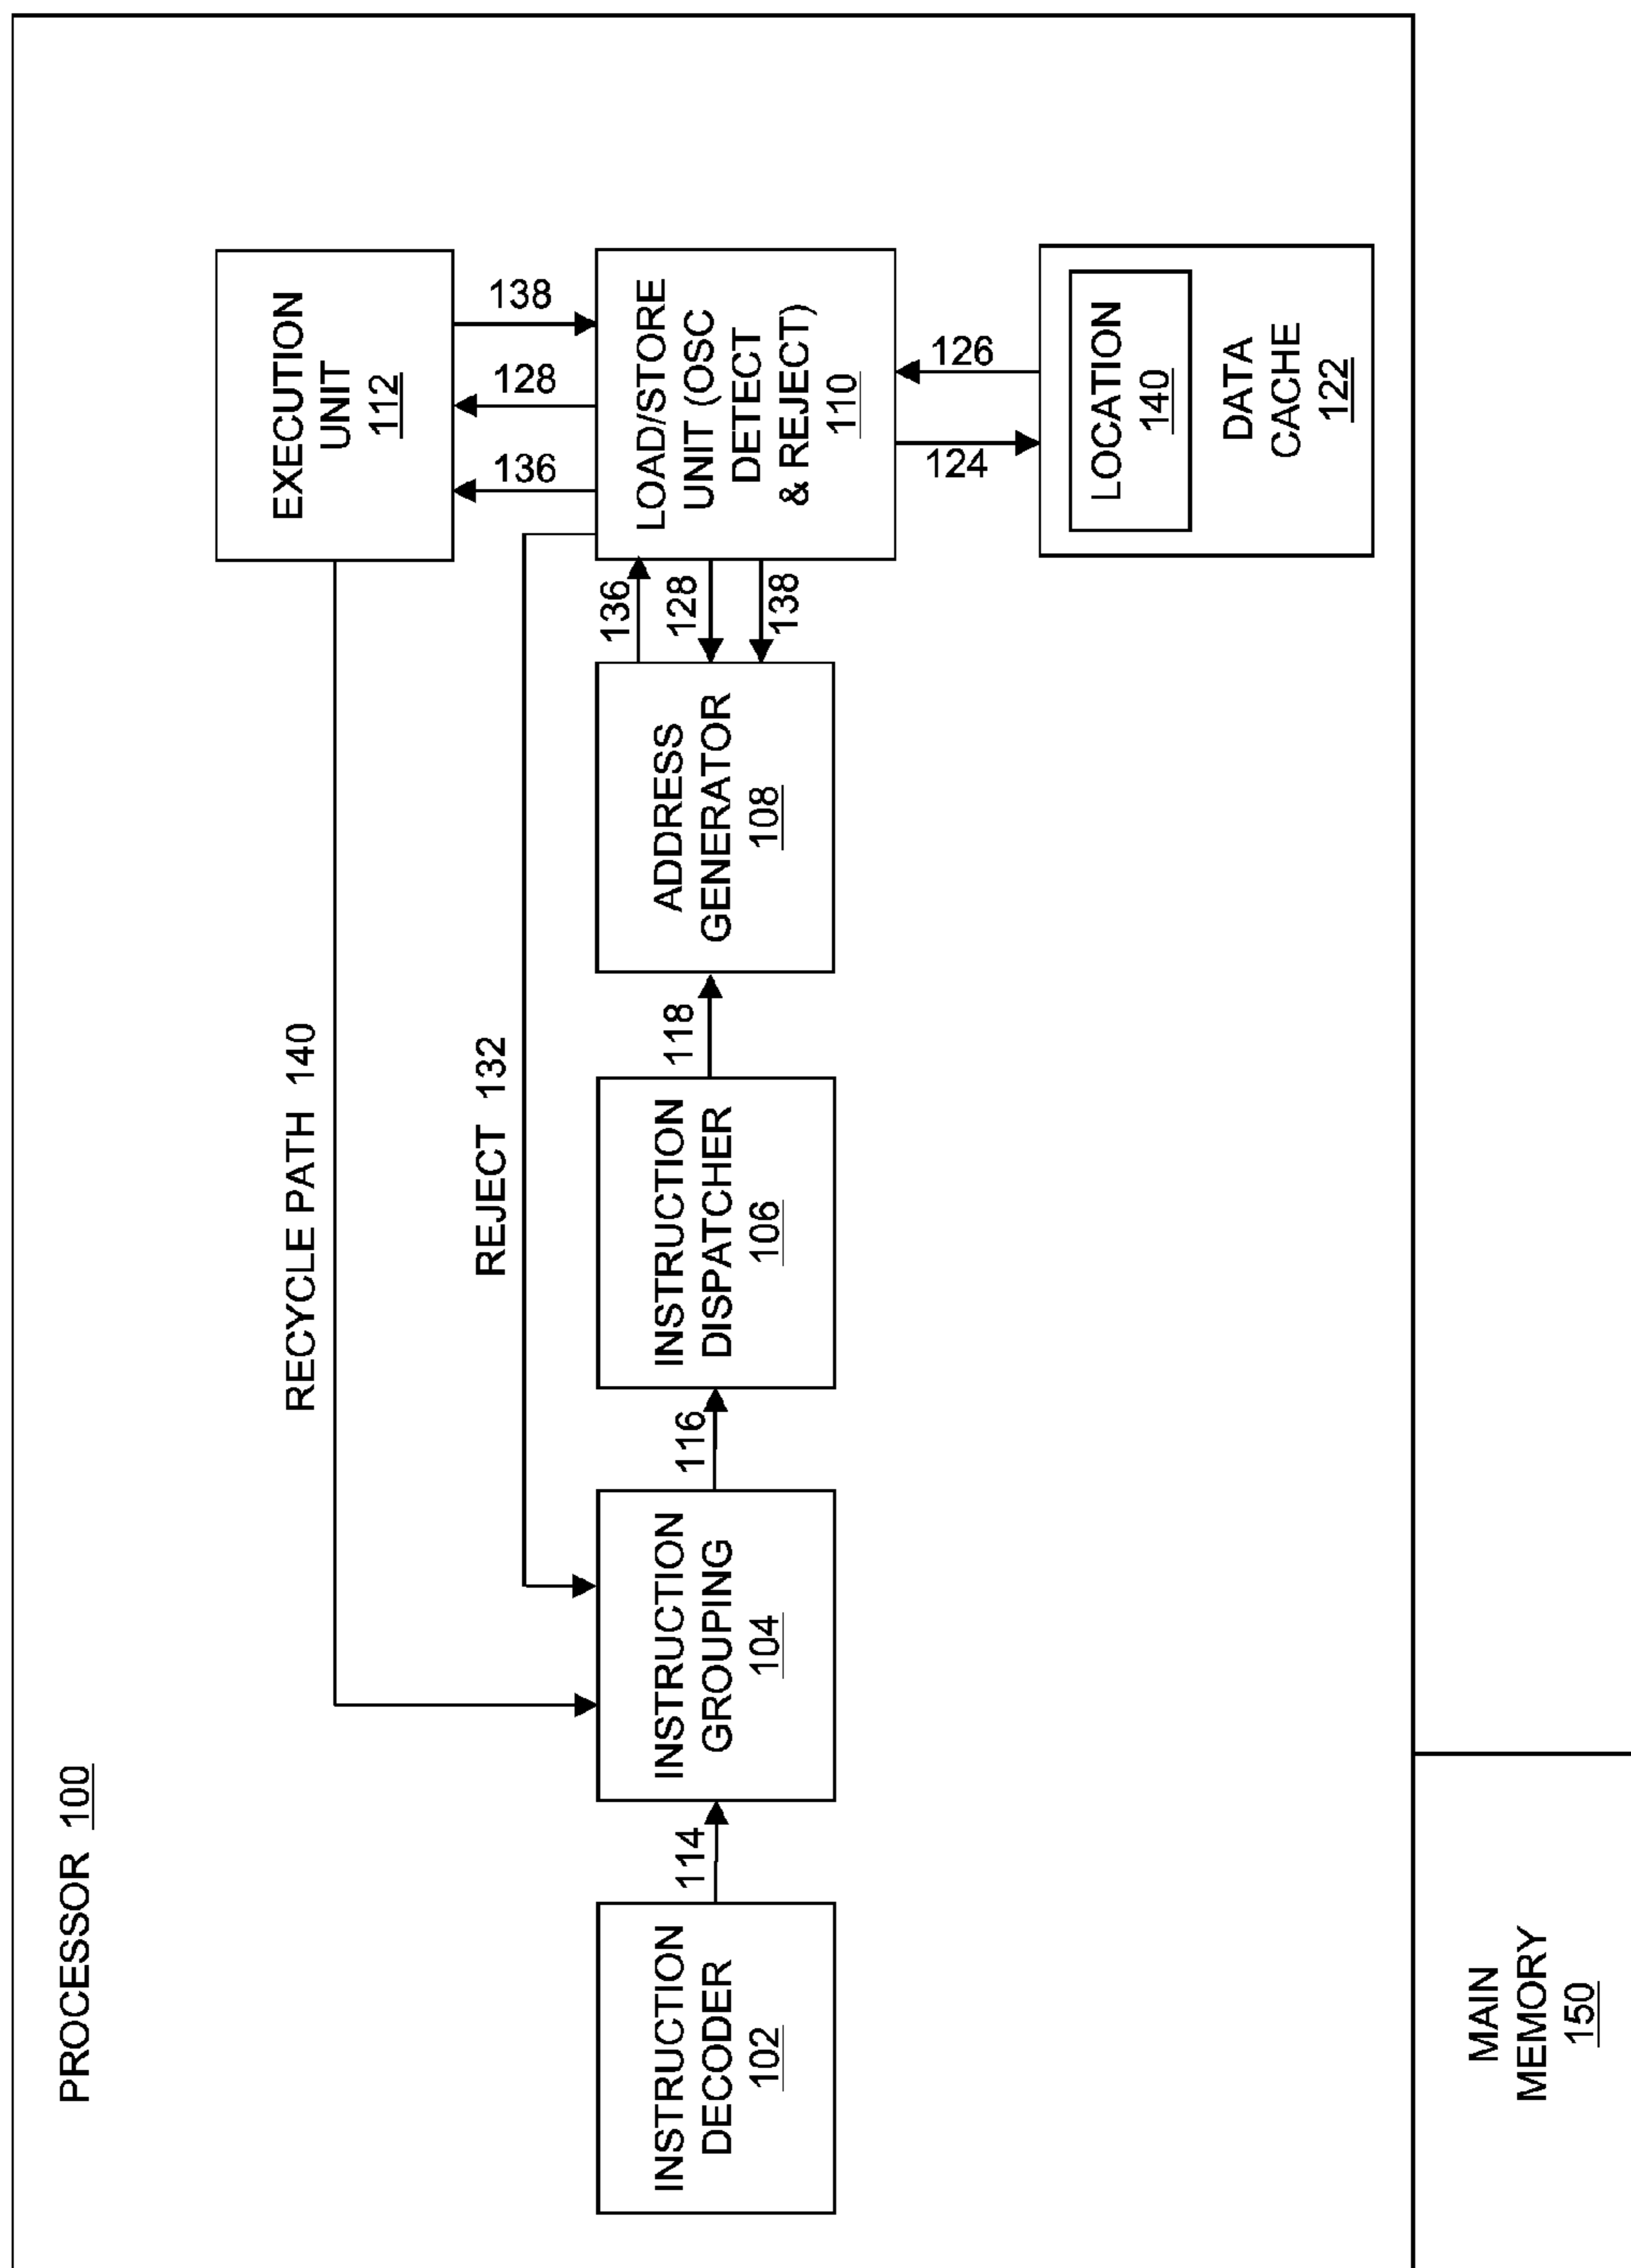 PROCESSOR 100
RECYCLE PATH 140
REJECT 132
EXECUTION
UNIT
112
136
128
138
INSTRUCTION
DECODER
102
114
INSTRUCTION
GROUPING
104
116
INSTRUCTION
DISPATCHER
106
118
ADDRESS
GENERATOR
108
136
128
138
LOAD/STORE
UNIT (OSC
DETECT
& REJECT)
110
124
126
LOCATION
140
DATA
CACHE
122
MAIN
MEMORY
150